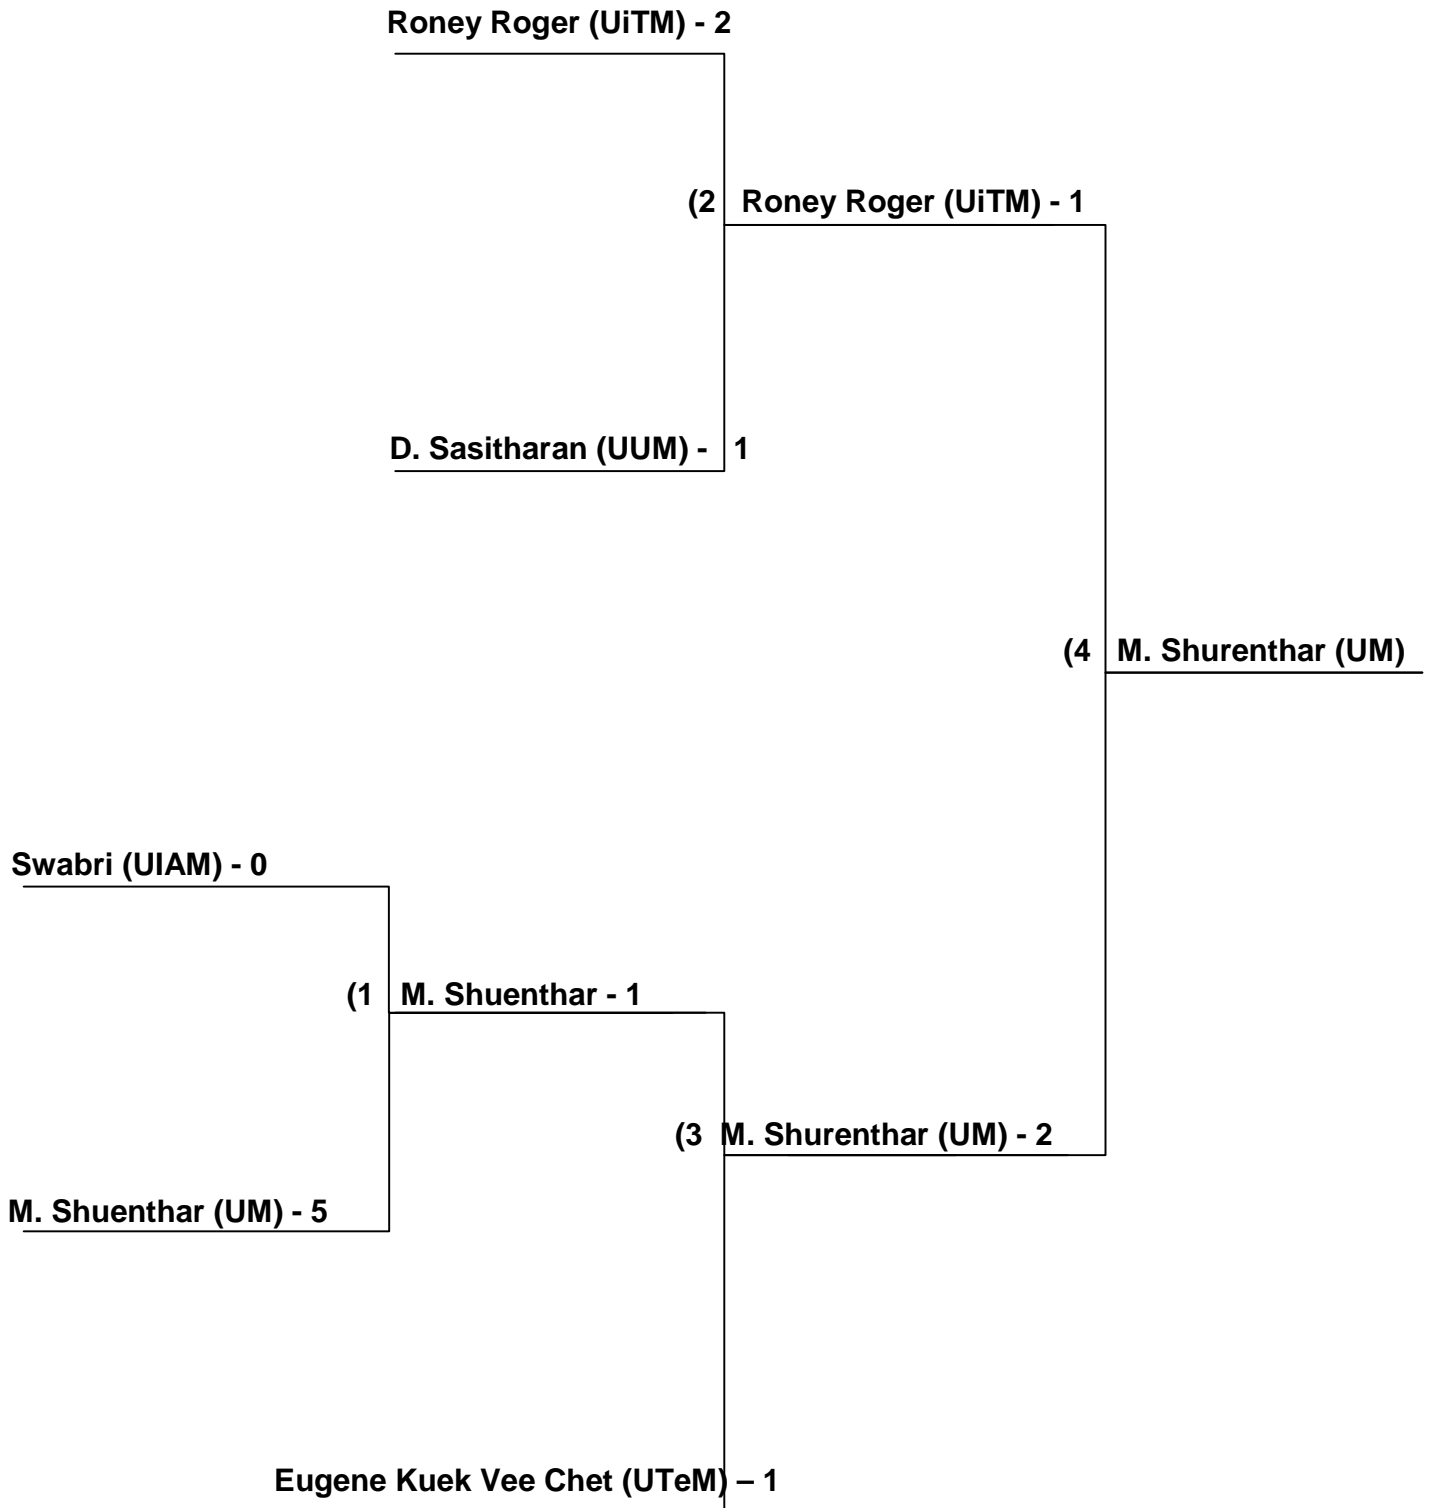 Roney Roger (UiTM) - 2
(2 Roney Roger (UiTM) - 1
D. Sasitharan (UUM) - 1
(4 M. Shurenthar (UM)
Swabri (UIAM) - 0
(1 M. Shuenthar - 1
(3 M. Shurenthar (UM) - 2
M. Shuenthar (UM) - 5
Eugene Kuek Vee Chet (UTeM) – 1